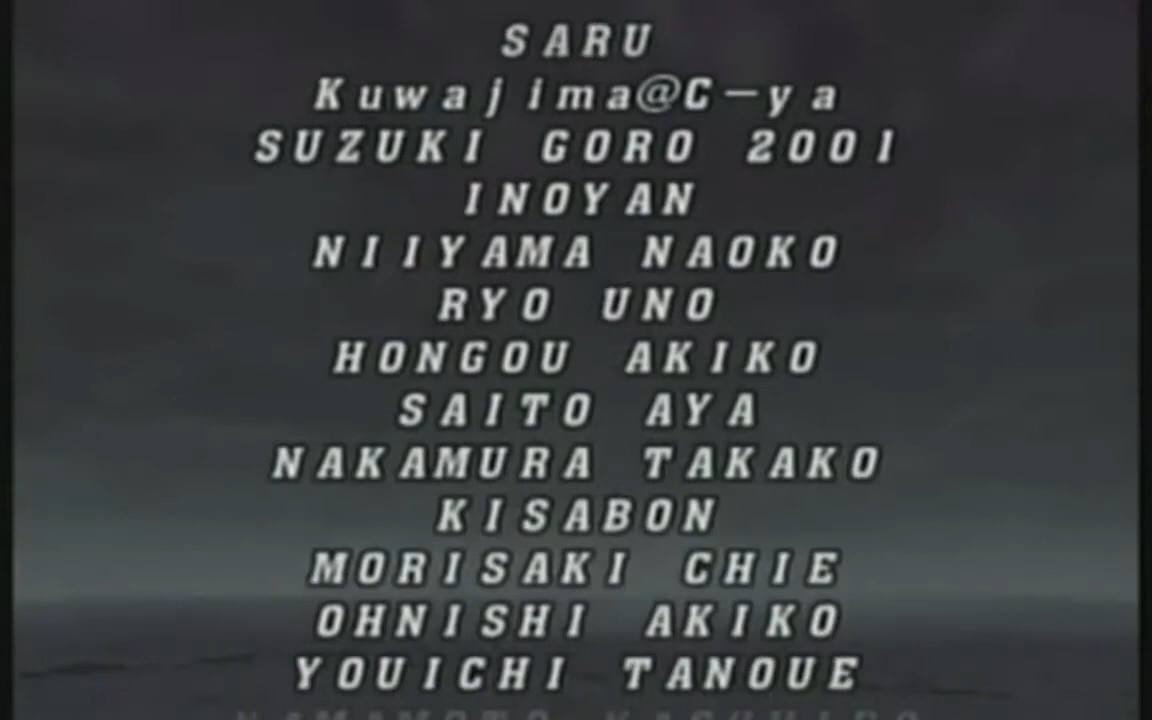 SARU
Kuwajima@C－ya
SUZUKI GORO 2001
INOYAN
NIIYAMA NAOKO
RYO UNO
HONGOU AKIKO
SAITO AYA
NAKAMURA TAKAKO
KISABON
MORISAKI CHIE
OHNISHI AKIKO
YOUICHI TANOUE